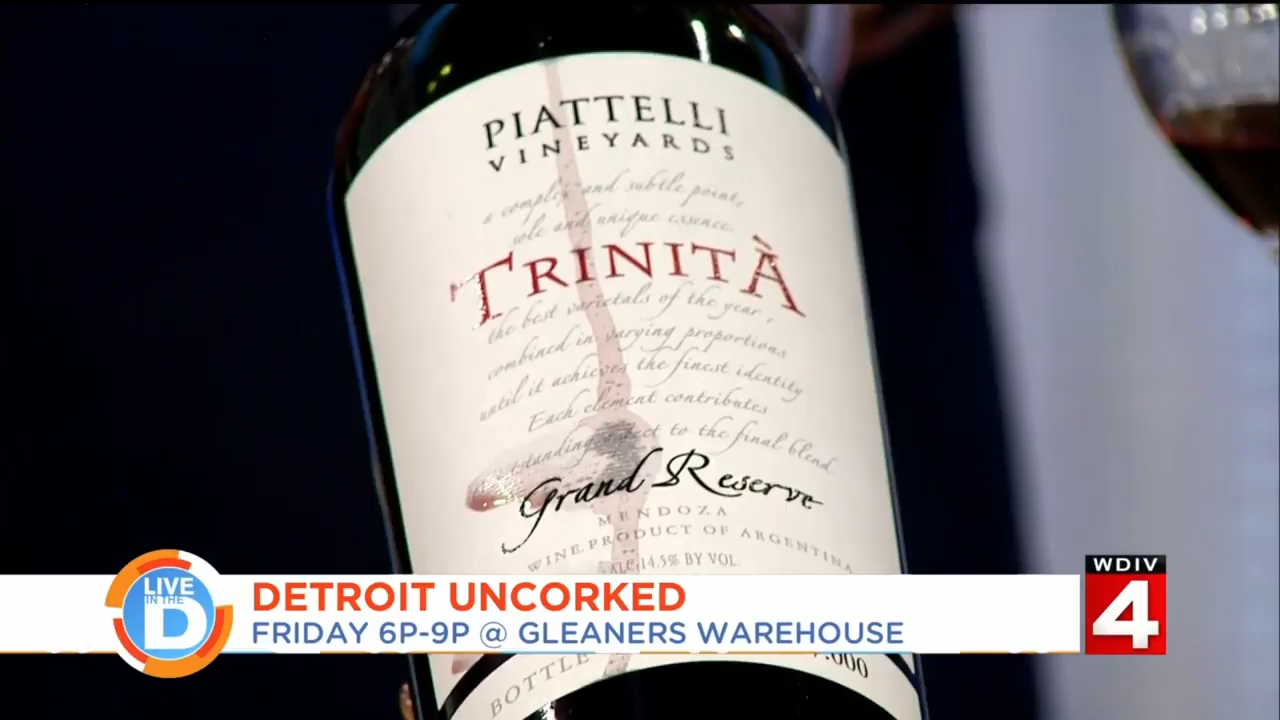 PIATTELLI
VINEYARDS
a complex and subtle point,
sole and unique essence.
TRINITÀ
the best varietals of the year,
combined in varying proportions
until it achieves the finest identity
Each element contributes
to the final blend
Grand Reserve
MENDOZA
WINE PRODUCT OF ARGENTINA
ALC. 14.5% BY VOL.
BOTTLE
LIVE
IN THE
D
DETROIT UNCORKED
FRIDAY 6P-9P @ GLEANERS WAREHOUSE
WDIV
4